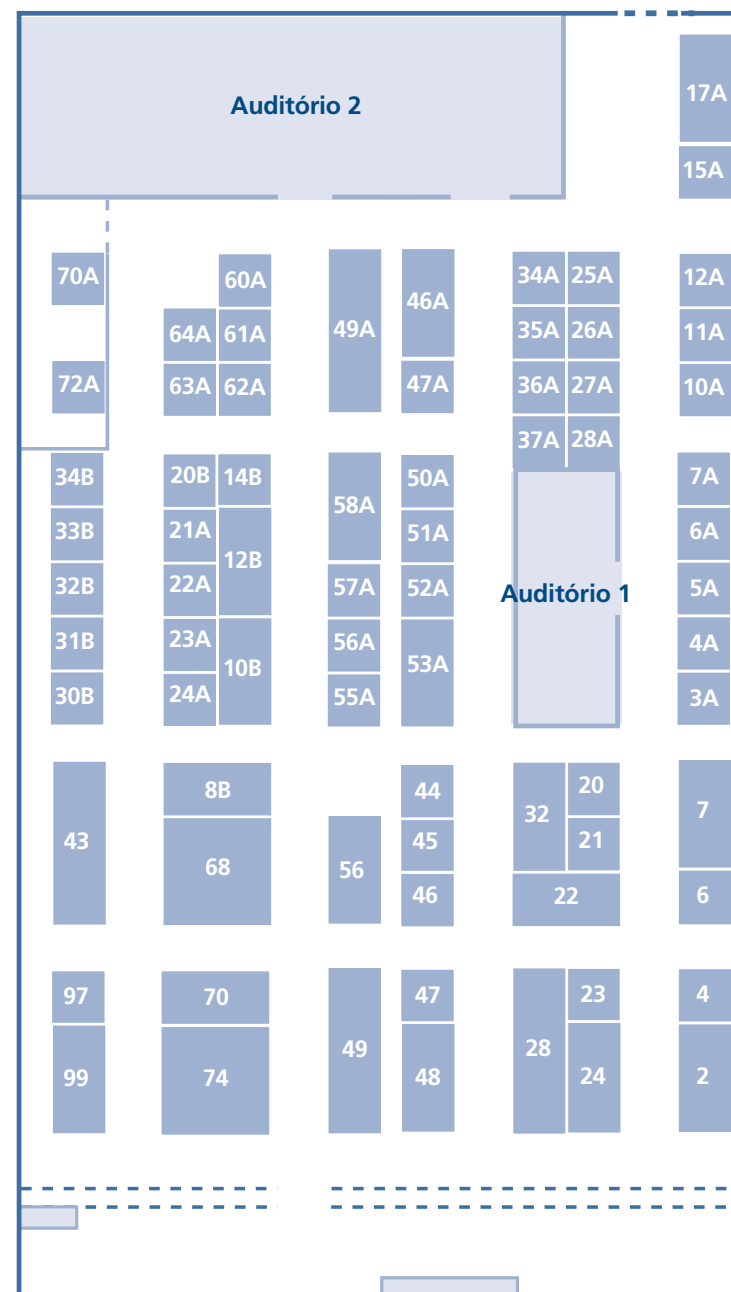 Auditório 2
17A
15A
70A
60A
49A
46A
34A 25A
12A
64A 61A
35A 26A
11A
72A
63A 62A
47A
36A 27A
10A
37A 28A
34B
20B 14B
58A
50A
7A
33B
21A
12B
51A
6A
32B
22A
57A
52A
Auditório 1
5A
31B
23A
10B
56A
53A
4A
30B
24A
55A
3A
43
8B
68
56
44
45
46
32
20
21
22
7
6
97
70
49
47
28
23
4
99
74
48
24
2